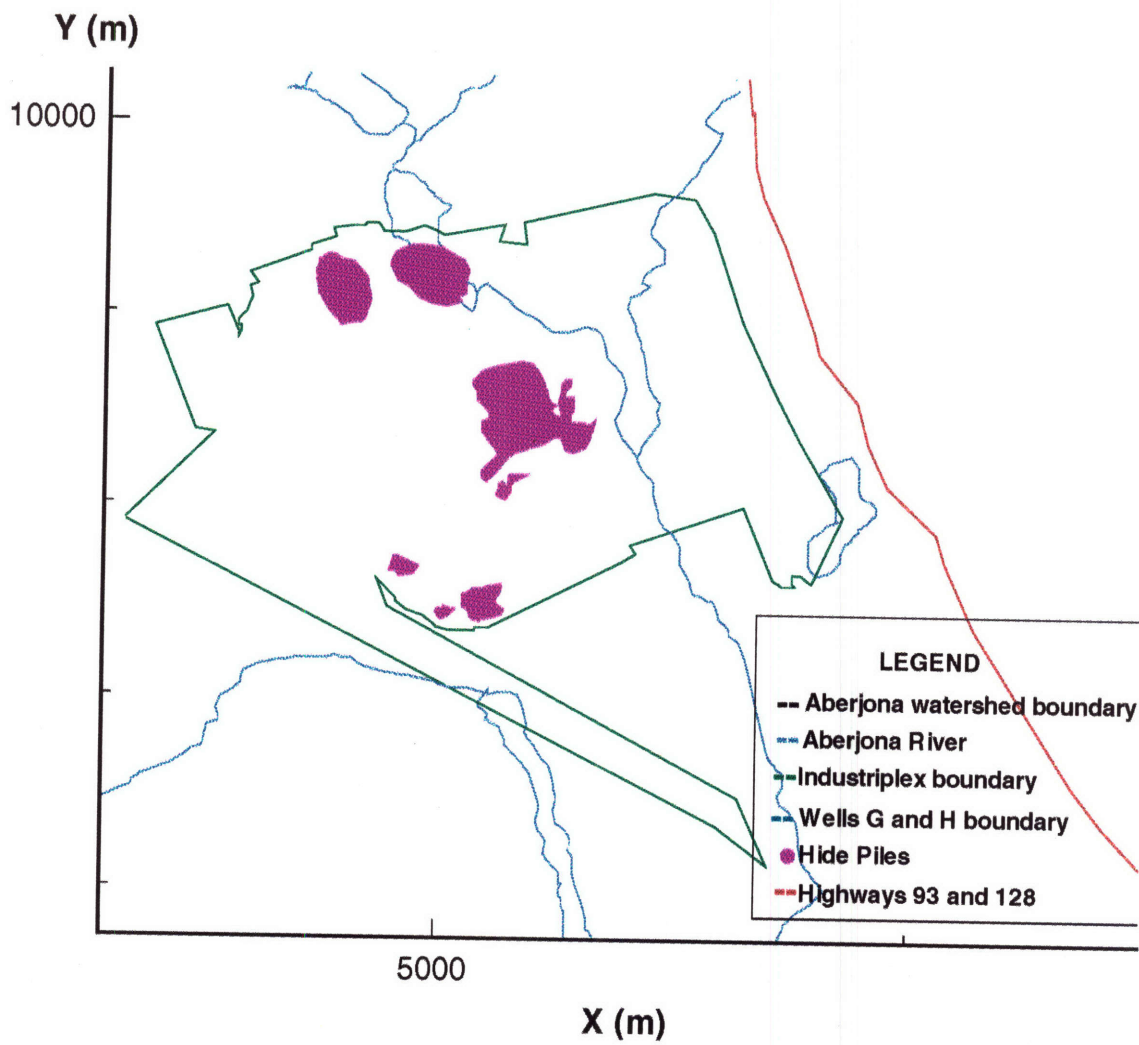 Y (m)
10000
LEGEND
Aberjona watershed boundary
Aberjona River
Industriplex boundary
Wells G and H boundary
Hide Piles
Highways 93 and 128
5000
X (m)